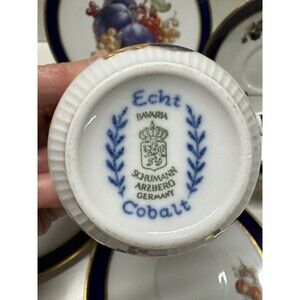 Echt
BAVARIA
SCHUMANN
ARZBERG
GERMANY
Cobalt